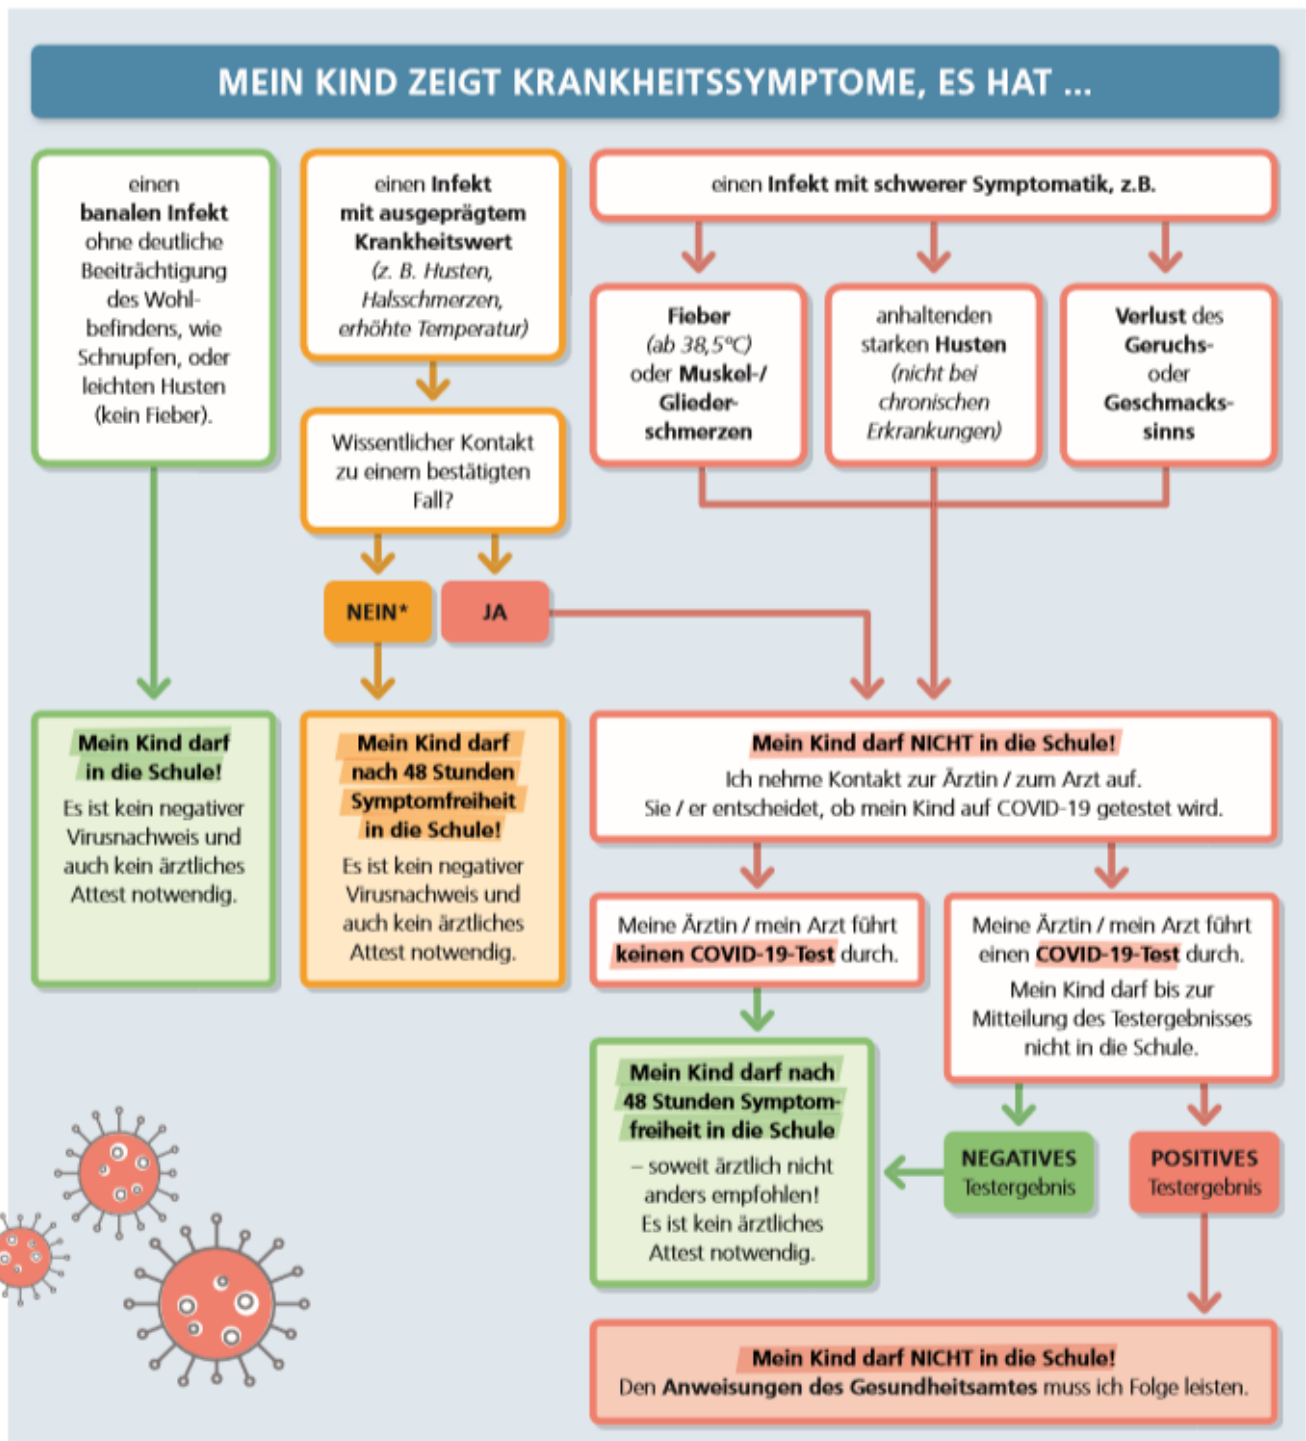 MEIN KIND ZEIGT KRANKHEITSSYMPTOME, ES HAT ...
einen
banalen Infekt
ohne deutliche
Beeiträchtigung
des Wohl-
befindens, wie
Schnupfen, oder
leichten Husten
(kein Fieber).
einen Infekt
mit ausgeprägtem
Krankheitswert
(z. B. Husten,
Halsschmerzen,
erhöhte Temperatur)
einen Infekt mit schwerer Symptomatik, z.B.
Fieber
(ab 38,5ºC)
oder Muskel-/
Glieder-
schmerzen
anhaltenden
starken Husten
(nicht bei
chronischen
Erkrankungen)
Verlust des
Geruchs-
oder
Geschmacks-
sinns
Wissentlicher Kontakt
zu einem bestätigten
Fall?
NEIN*
JA
Mein Kind darf
in die Schule!
Es ist kein negativer
Virusnachweis und
auch kein ärztliches
Attest notwendig.
Mein Kind darf
nach 48 Stunden
Symptomfreiheit
in die Schule!
Es ist kein negativer
Virusnachweis und
auch kein ärztliches
Attest notwendig.
Mein Kind darf NICHT in die Schule!
Ich nehme Kontakt zur Ärztin / zum Arzt auf.
Sie / er entscheidet, ob mein Kind auf COVID-19 getestet wird.
Meine Ärztin / mein Arzt führt
keinen COVID-19-Test durch.
Meine Ärztin / mein Arzt führt
einen COVID-19-Test durch.
Mein Kind darf bis zur
Mitteilung des Testergebnisses
nicht in die Schule.
Mein Kind darf nach
48 Stunden Symptom-
freiheit in die Schule
– soweit ärztlich nicht
anders empfohlen!
Es ist kein ärztliches
Attest notwendig.
NEGATIVES
Testergebnis
POSITIVES
Testergebnis
Mein Kind darf NICHT in die Schule!
Den Anweisungen des Gesundheitsamtes muss ich Folge leisten.